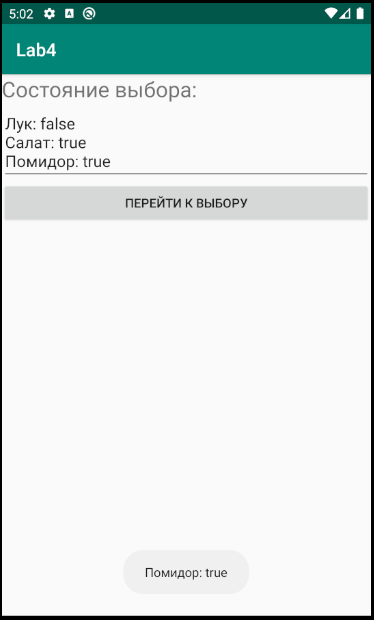 5:02
Lab4
Состояние выбора:
Лук: false
Салат: true
Помидор: true
ПЕРЕЙТИ К ВЫБОРУ
Помидор: true